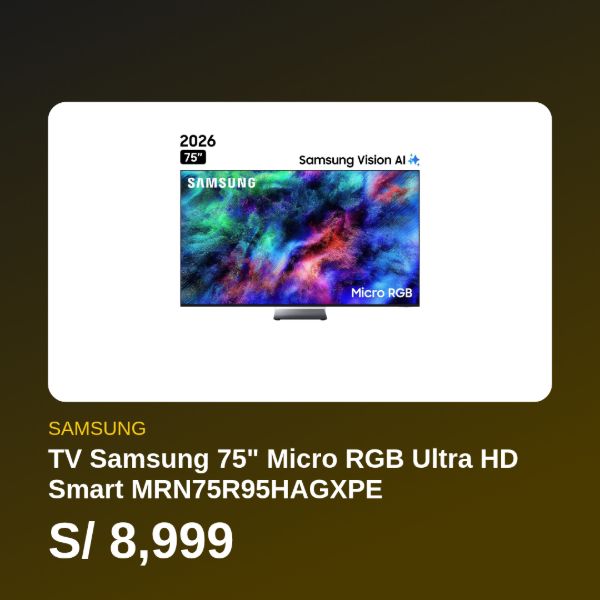 2026
75"
Samsung Vision AI
SAMSUNG
Micro RGB
SAMSUNG
TV Samsung 75" Micro RGB Ultra HD
Smart MRN75R95HAGXPE
S/ 8,999